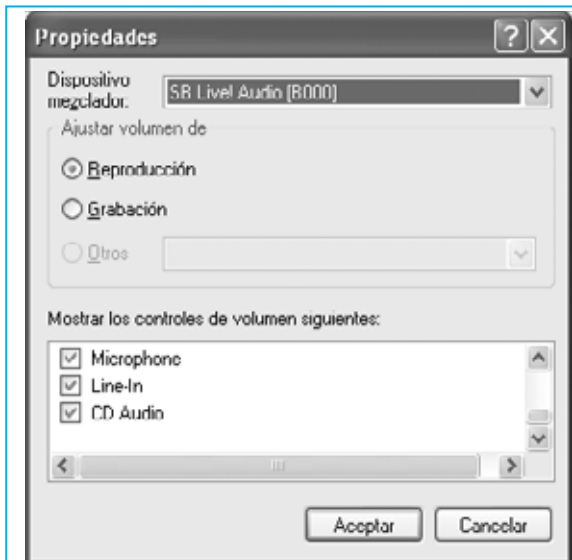 Propiedades
Dispositivo
mezclador:
SB Live! Audio [B000]
Ajustar volumen de
Reproducción
Grabación
Otros
Mostrar los controles de volumen siguientes:
Microphone
Line-In
CD Audio
Aceptar
Cancelar